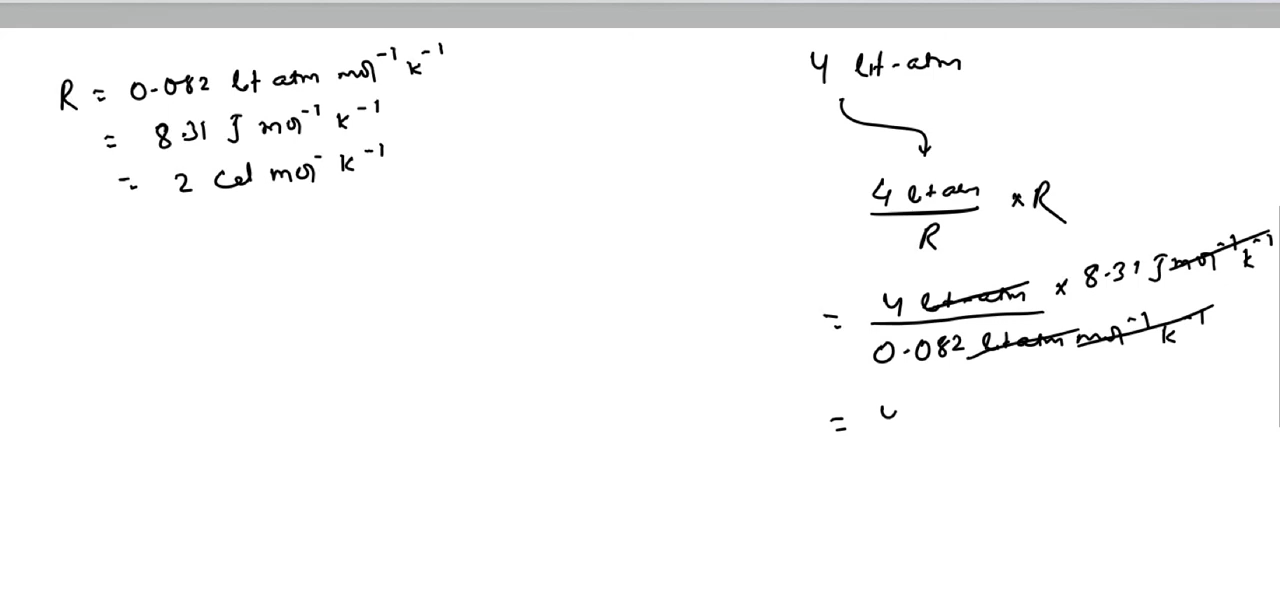 R = 0.082 lt atm mol⁻¹ k⁻¹
= 8.31 J mol⁻¹ k⁻¹
= 2 Cal mol⁻ k⁻¹
4 lit-atm
4 lt atm / R × R
= 4 lt-atm × 8.31 J mol⁻¹ k⁻¹ / 0.082 lt atm mol⁻¹ k⁻¹
=